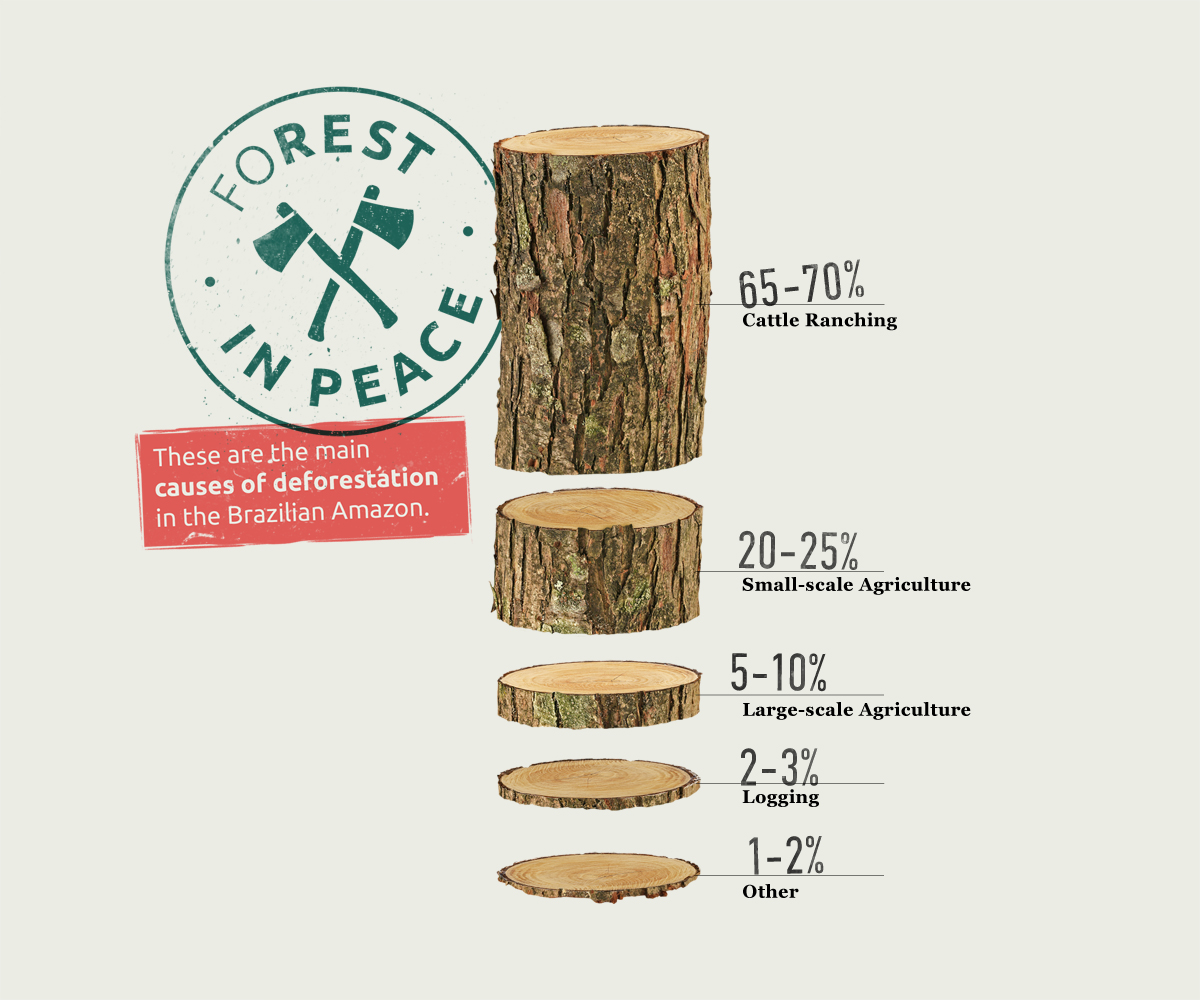 FOREST
IN PEACE
These are the main
causes of deforestation
in the Brazilian Amazon.
65-70%
Cattle Ranching
20-25%
Small-scale Agriculture
5-10%
Large-scale Agriculture
2-3%
Logging
1-2%
Other